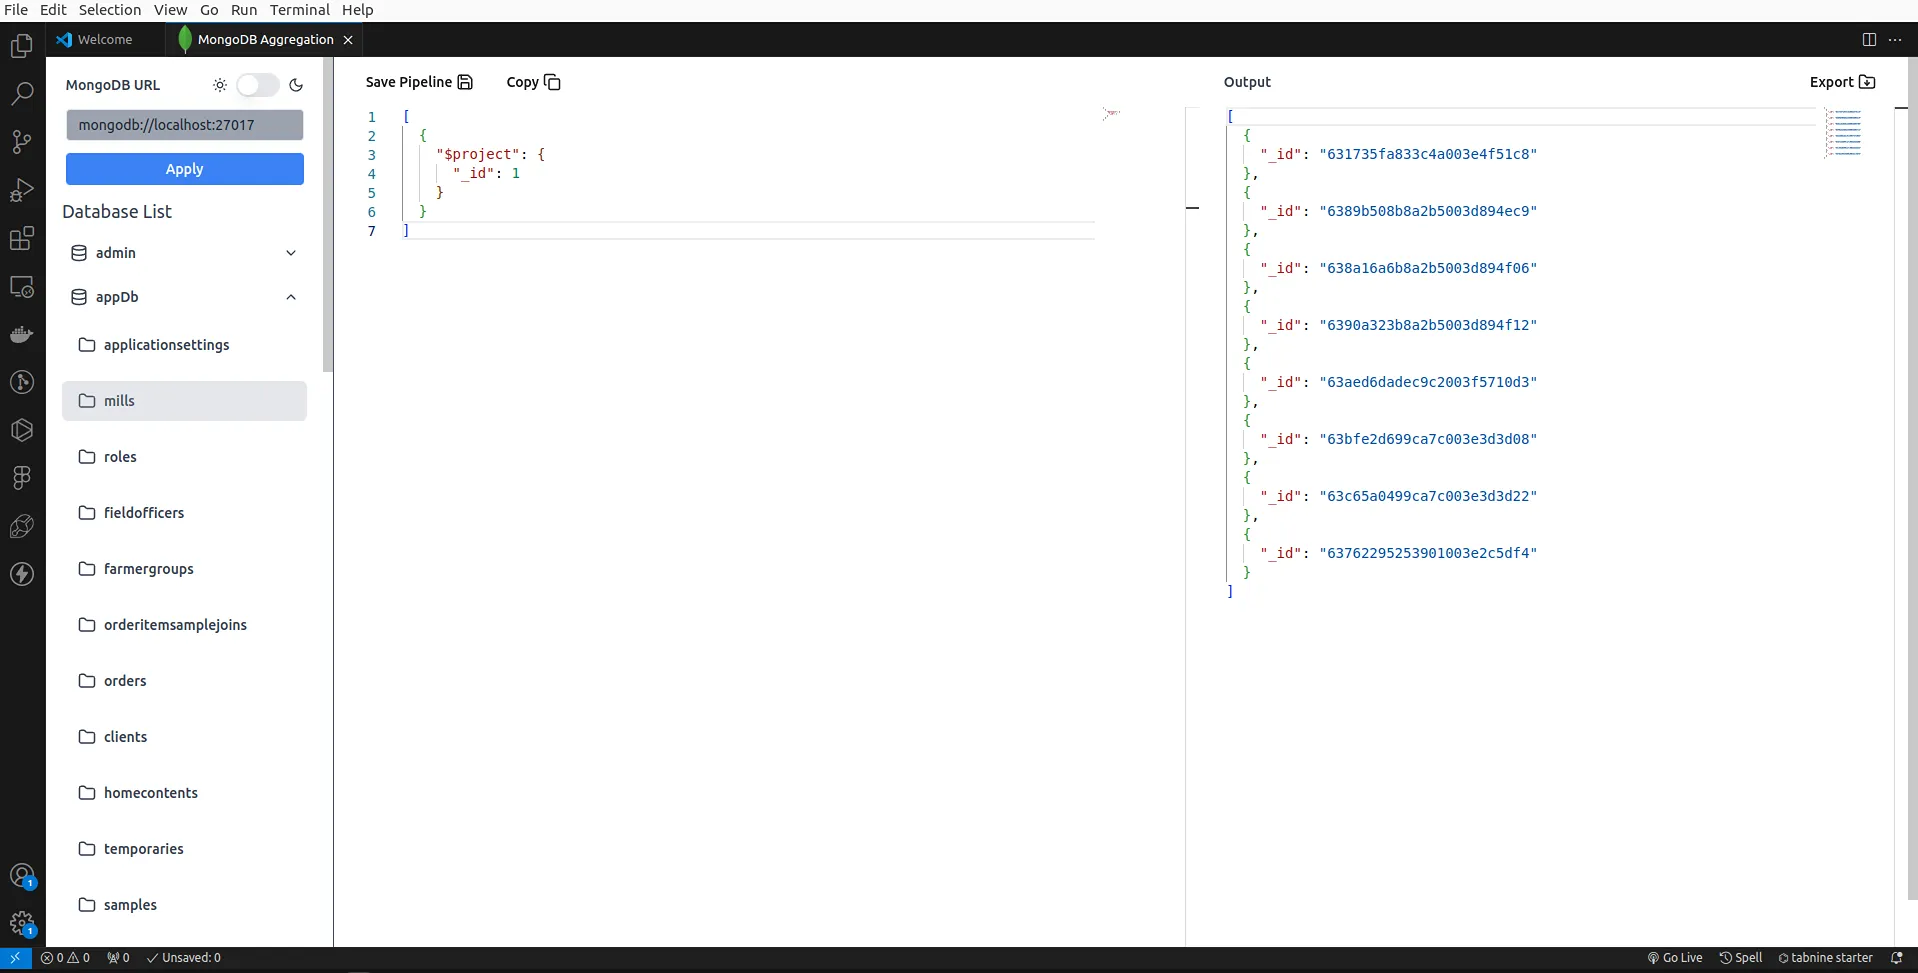 File Edit Selection View Go Run Terminal Help
Welcome
MongoDB Aggregation
MongoDB URL
mongodb://localhost:27017
Apply
Database List
admin
appDb
applicationsettings
mills
roles
fieldofficers
farmergroups
orderitemsamplejoins
orders
clients
homecontents
temporaries
samples
Save Pipeline Copy
1 [
2 {
3 "$project": {
4 "_id": 1
5 }
6 }
7 ]
Output Export
[
{
"_id": "631735fa833c4a003e4f51c8"
},
{
"_id": "6389b508b8a2b5003d894ec9"
},
{
"_id": "638a16a6b8a2b5003d894f06"
},
{
"_id": "6390a323b8a2b5003d894f12"
},
{
"_id": "63aed6dadec9c2003f5710d3"
},
{
"_id": "63bfe2d699ca7c003e3d3d08"
},
{
"_id": "63c65a0499ca7c003e3d3d22"
},
{
"_id": "63762295253901003e2c5df4"
}
]
1
1
0 0 0 Unsaved: 0 Go Live Spell tabnine starter